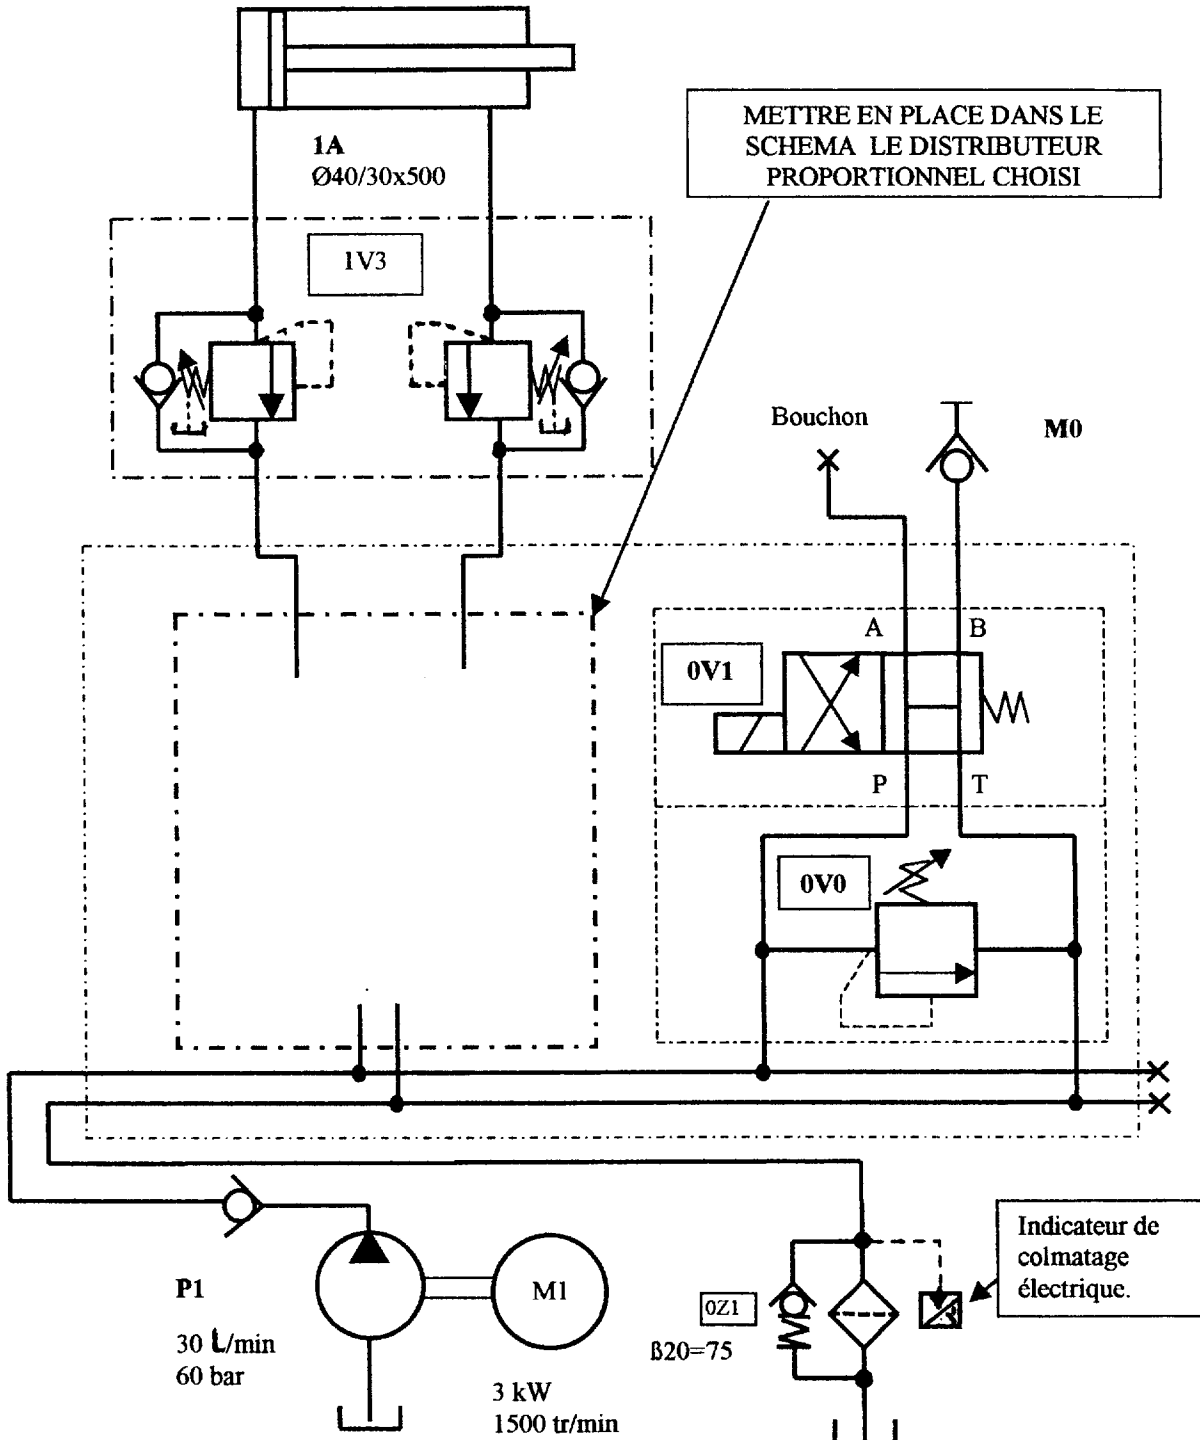 METTRE EN PLACE DANS LE
SCHEMA LE DISTRIBUTEUR
PROPORTIONNEL CHOISI
1A
Ø40/30x500
1V3
Bouchon
M0
A
B
0V1
P
T
0V0
Indicateur de
colmatage
électrique.
P1
M1
0Z1
30 L/min
60 bar
ß20=75
3 kW
1500 tr/min